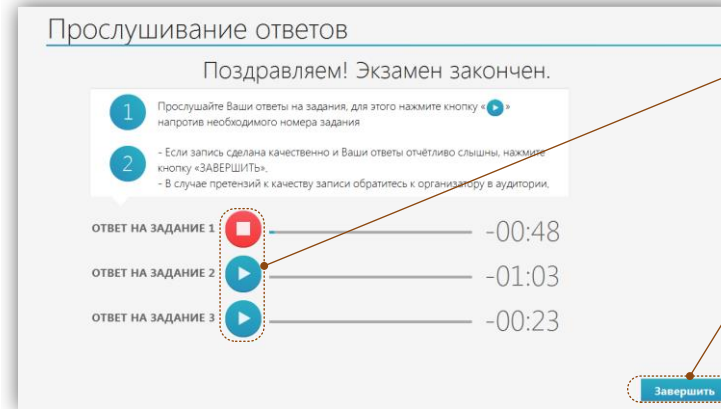 Прослушивание ответов
Поздравляем! Экзамен закончен.
1
Прослушайте Ваши ответы на задания, для этого нажмите кнопку « »
напротив необходимого номера задания
2
- Если запись сделана качественно и Ваши ответы отчётливо слышны, нажмите
кнопку «ЗАВЕРШИТЬ».
- В случае претензий к качеству записи обратитесь к организатору в аудитории.
ОТВЕТ НА ЗАДАНИЕ 1 -00:48
ОТВЕТ НА ЗАДАНИЕ 2 -01:03
ОТВЕТ НА ЗАДАНИЕ 3 -00:23
Завершить